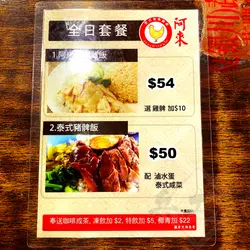 全日套餐
阿東
$54
選 雞髀 加$10
2.泰式豬髀飯
$50
配 滷水蛋
泰式咸菜
奉送咖啡或茶, 凍飲加 $2, 特飲加 $5, 椰青加 $22